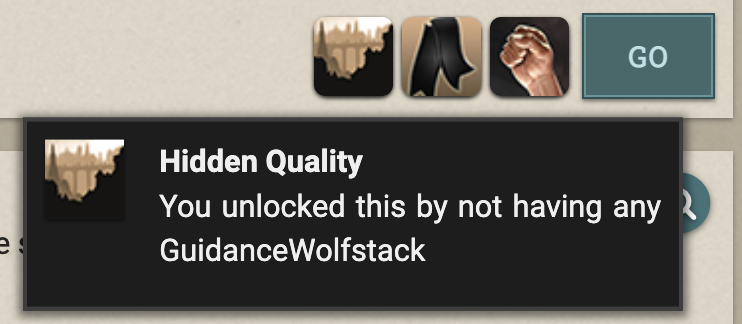 GO
Hidden Quality
You unlocked this by not having any
GuidanceWolfstack